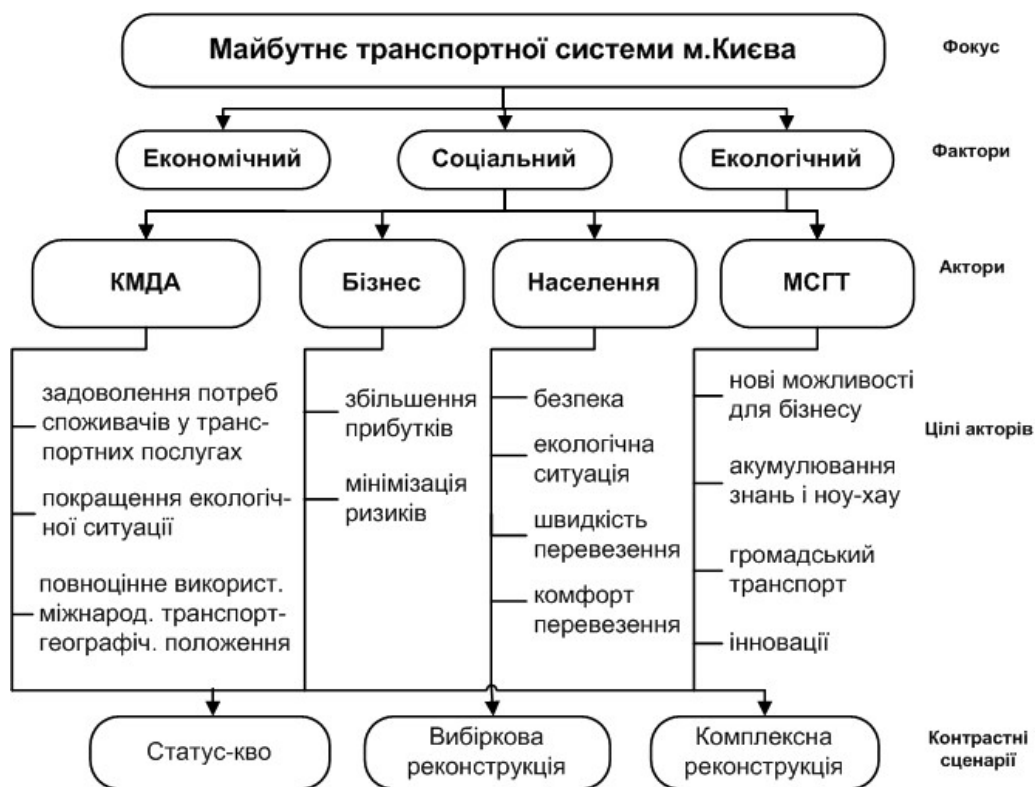 Майбутнє транспортної системи м.Києва
Фокус
Економічний
Соціальний
Екологічний
Фактори
КМДА
Бізнес
Населення
МСГТ
Актори
задоволення потреб
споживачів у транс-
портних послугах
покращення екологіч-
ної ситуації
повноцінне використ.
міжнарод. транспорт-
географіч. положення
збільшення
прибутків
мінімізація
ризиків
безпека
екологічна
ситуація
швидкість
перевезення
комфорт
перевезення
нові можливості
для бізнесу
акумулювання
знань і ноу-хау
громадський
транспорт
інновації
Цілі акторів
Статус-кво
Вибіркова
реконструкція
Комплексна
реконструкція
Контрастні
сценарії